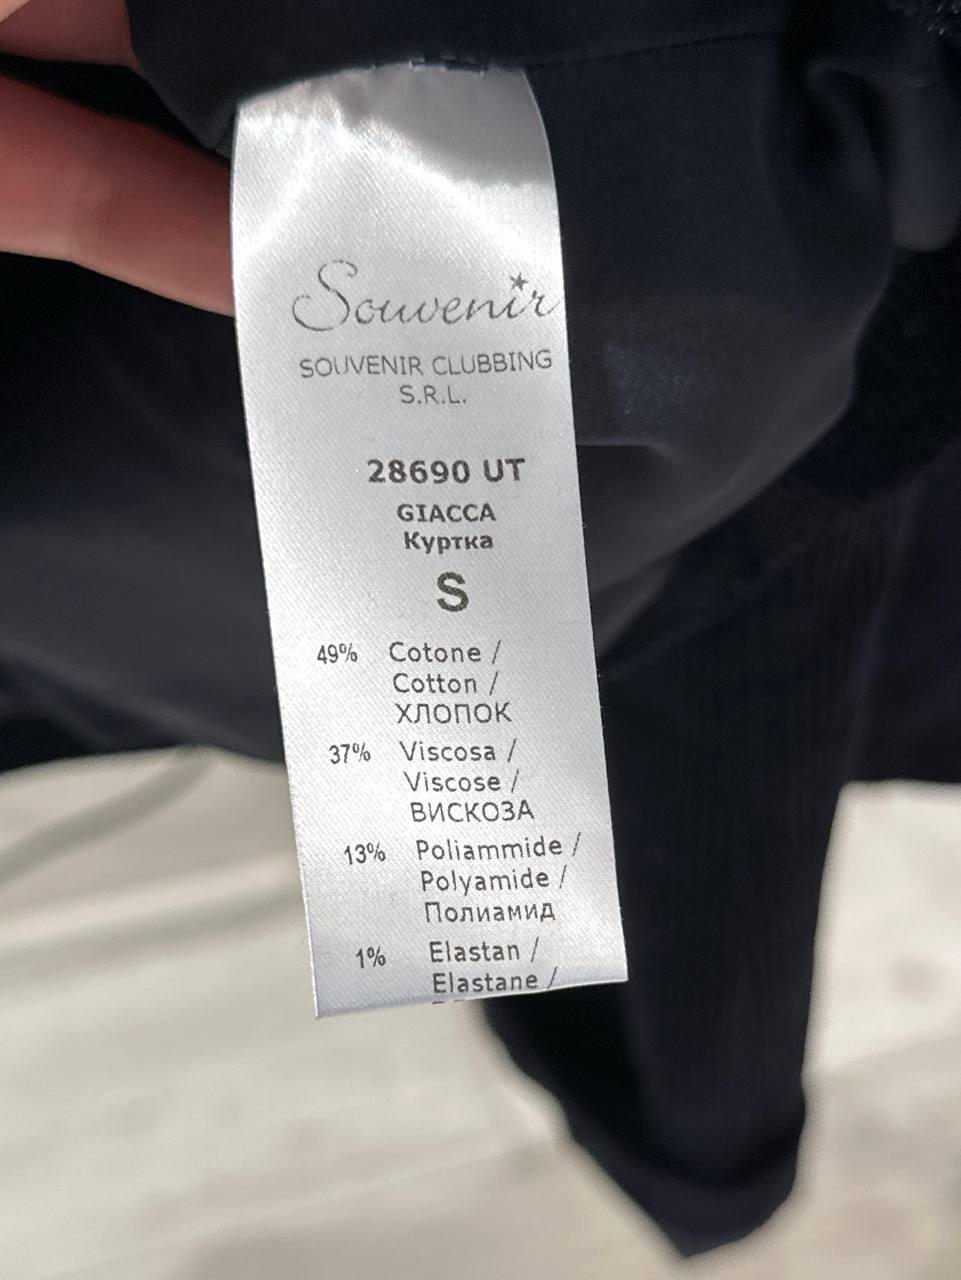 Souvenir
SOUVENIR CLUBBING
S.R.L.
28690 UT
GIACCA
Куртка
S
49% Cotone /
Cotton /
ХЛОПОК
37% Viscosa /
Viscose /
ВИСКОЗА
13% Poliammide /
Polyamide /
Полиамид
1% Elastan /
Elastane /